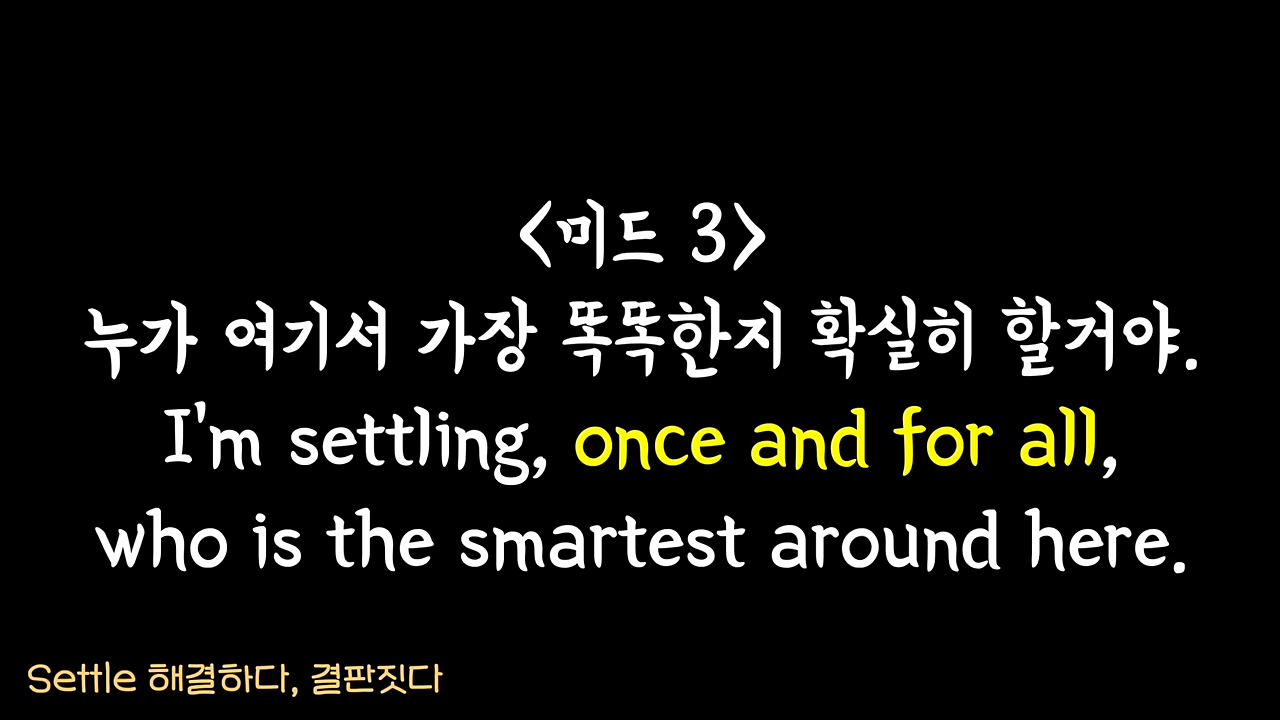 <미드 3>
누가 여기서 가장 똑똑한지 확실히 할거야.
I'm settling, once and for all,
who is the smartest around here.
Settle 해결하다, 결판짓다